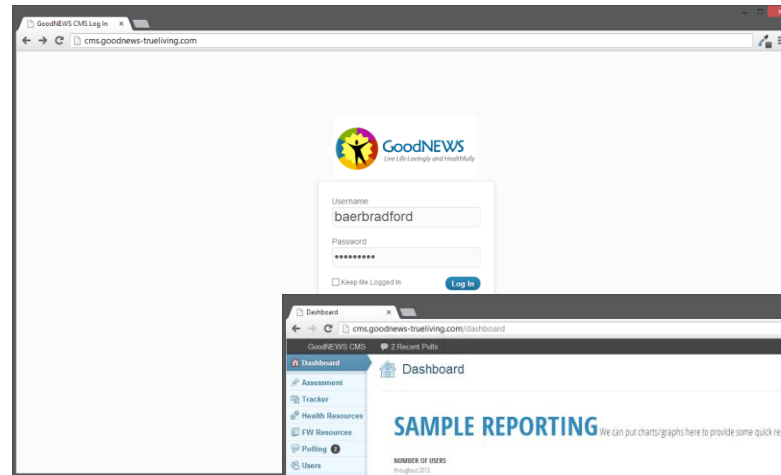 GoodNEWS CMS Log In
cms.goodnews-trueliving.com
GoodNEWS
Live Life Lovingly and Healthfully
Username
baerbradford
Password
Keep Me Logged In
Log In
Dashboard
cms.goodnews-trueliving.com/dashboard
GoodNEWS CMS 2 Recent Polls
Dashboard
Dashboard
Assessment
Tracker
Health Resources
FW Resources
Polling 2
Users
SAMPLE REPORTING We can put charts/graphs here to provide some quick re
NUMBER OF USERS
throughout 2013